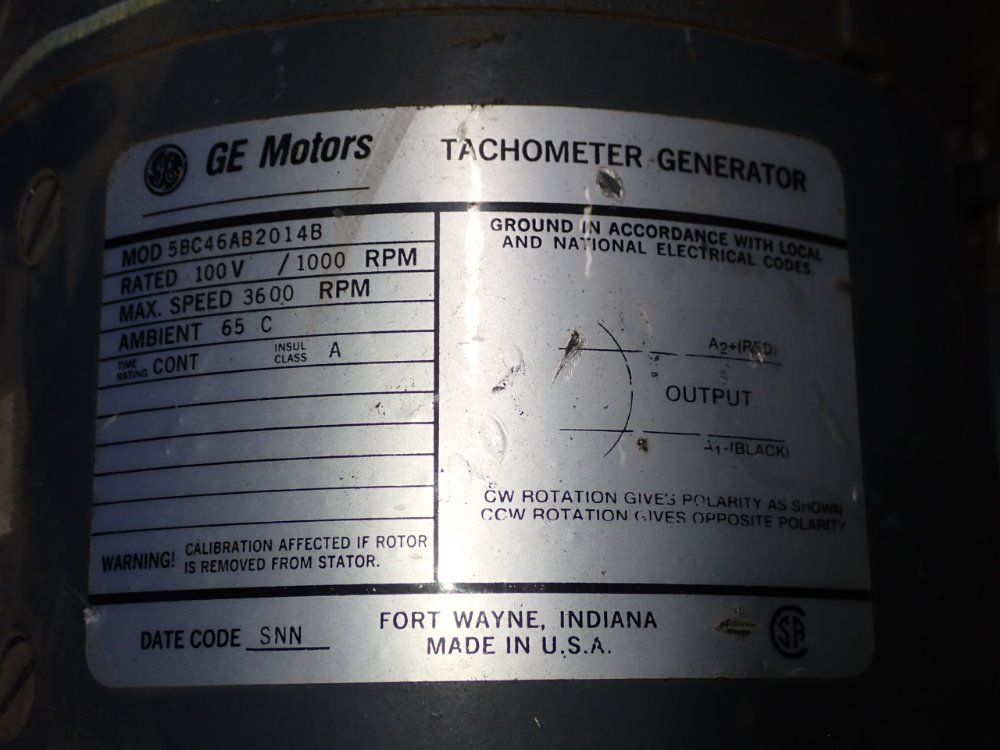 GE Motors
TACHOMETER GENERATOR
MOD 5BC46AB2014B
RATED 100 V / 1000 RPM
MAX. SPEED 3600 RPM
AMBIENT 65 C
TIME RATING CONT INSUL CLASS A
WARNING! CALIBRATION AFFECTED IF ROTOR
IS REMOVED FROM STATOR.
GROUND IN ACCORDANCE WITH LOCAL
AND NATIONAL ELECTRICAL CODES.
A2+(RED)
OUTPUT
A1-(BLACK)
CW ROTATION GIVES POLARITY AS SHOWN
CCW ROTATION GIVES OPPOSITE POLARITY
DATE CODE SNN
FORT WAYNE, INDIANA
MADE IN U.S.A.
SA